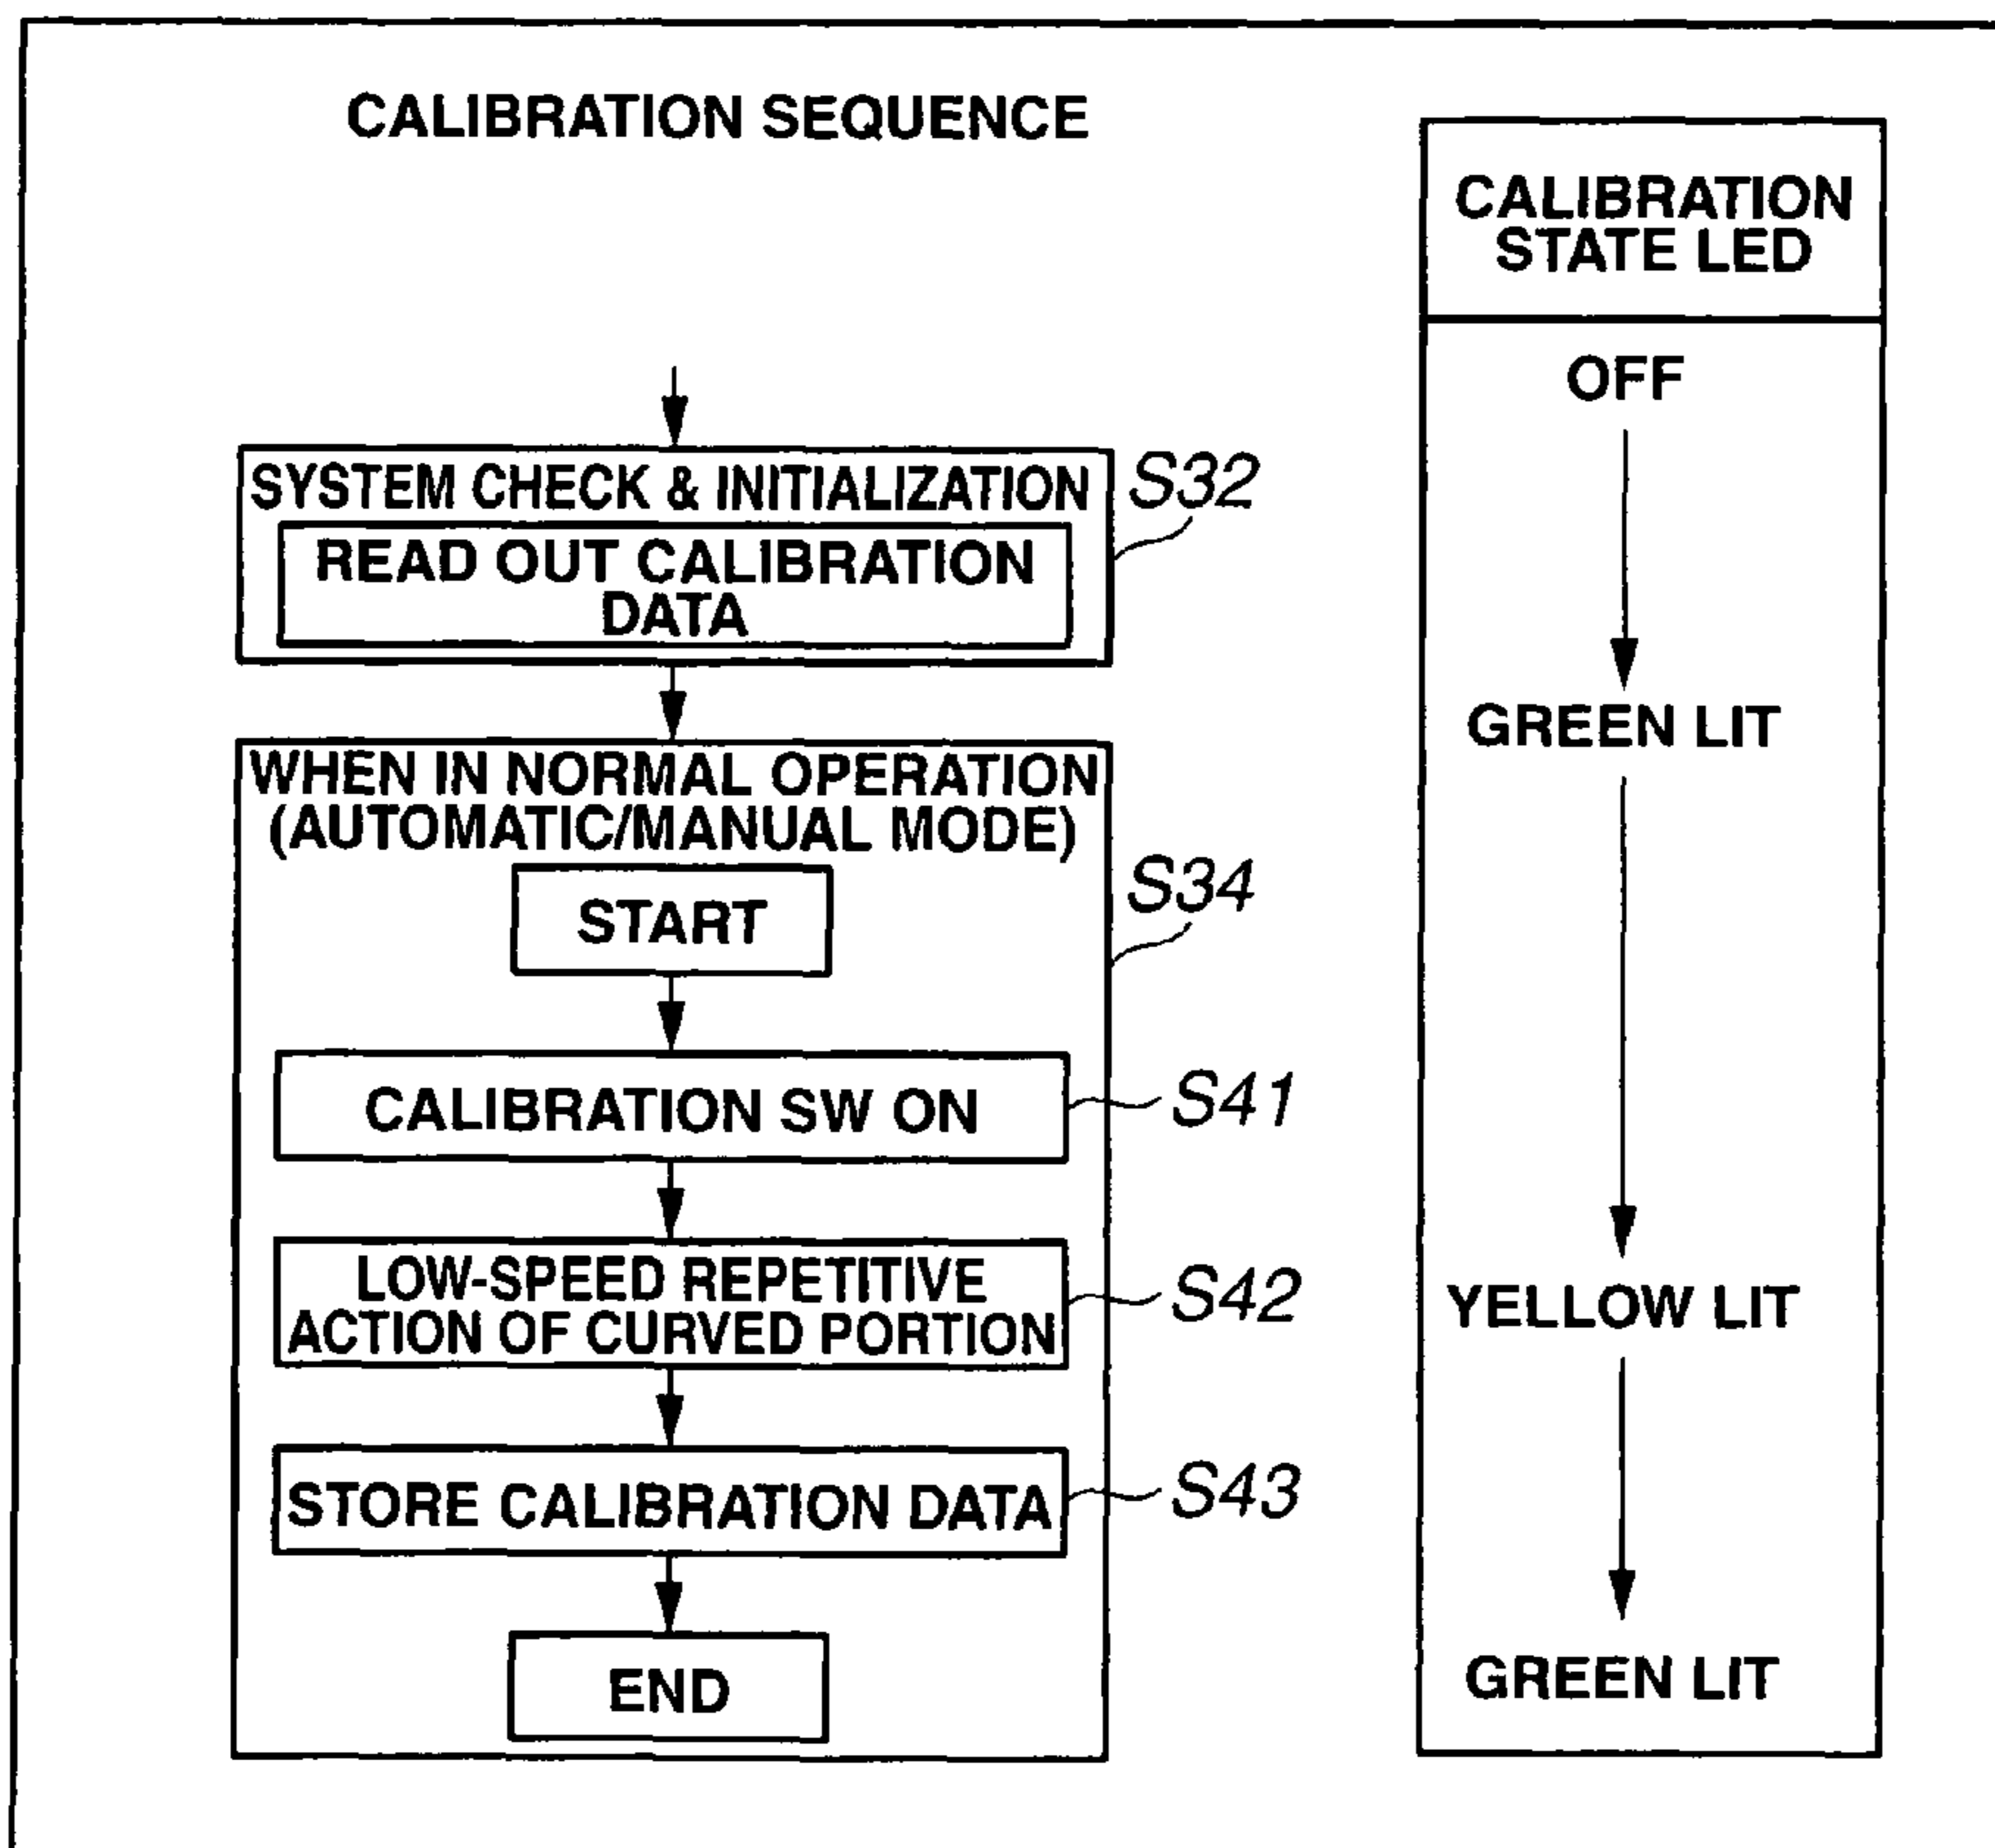 CALIBRATION SEQUENCE
SYSTEM CHECK & INITIALIZATION
S32
READ OUT CALIBRATION
DATA
WHEN IN NORMAL OPERATION
(AUTOMATIC/MANUAL MODE)
S34
START
CALIBRATION SW ON
S41
LOW-SPEED REPETITIVE
ACTION OF CURVED PORTION
S42
STORE CALIBRATION DATA
S43
END
CALIBRATION
STATE LED
OFF
GREEN LIT
YELLOW LIT
GREEN LIT